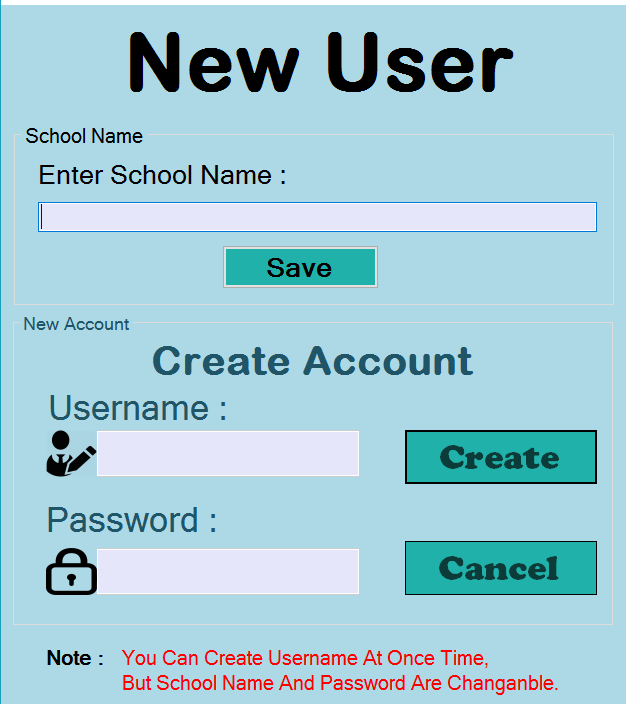 New User
School Name
Enter School Name :
Save
New Account
Create Account
Username :
Create
Password :
Cancel
Note : You Can Create Username At Once Time,
But School Name And Password Are Changanble.